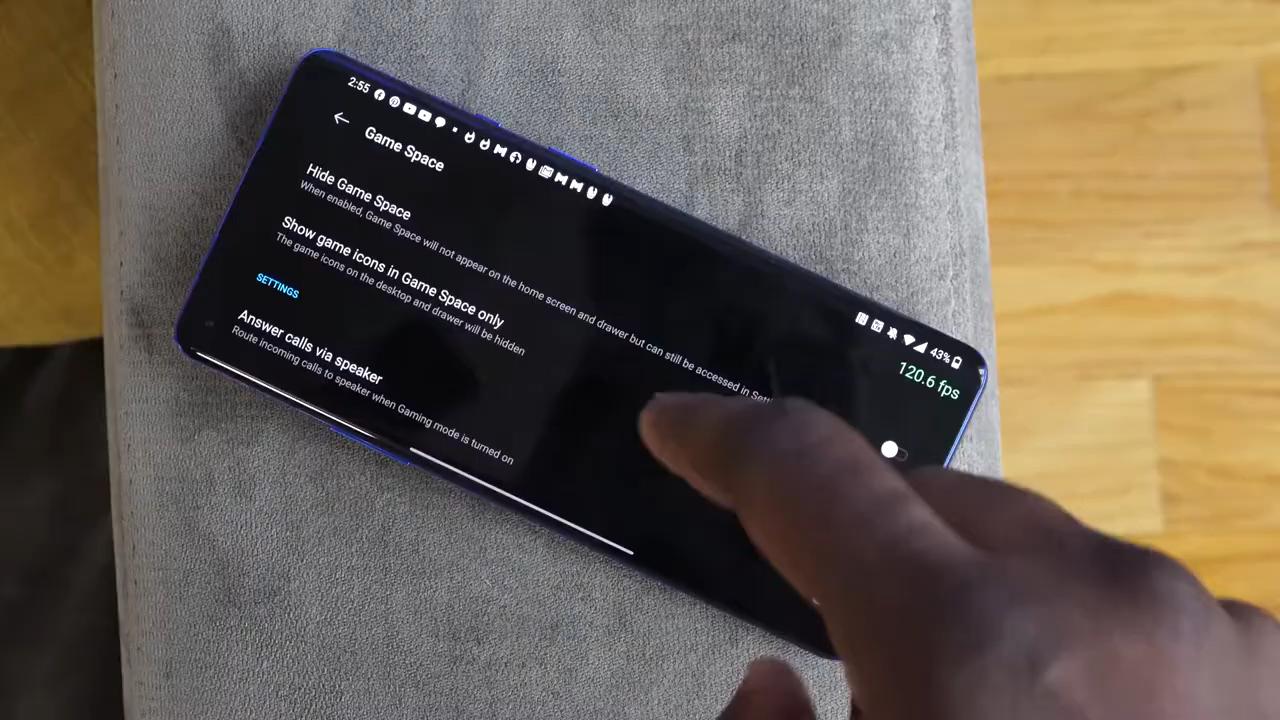 2:55
43%
120.6 fps
Game Space
Hide Game Space
When enabled, Game Space will not appear on the home screen and drawer but can still be accessed in
Show game icons in Game Space only
The game icons on the desktop and drawer will be hidden
SETTINGS
Answer calls via speaker
Route incoming calls to speaker when Gaming mode is turned on